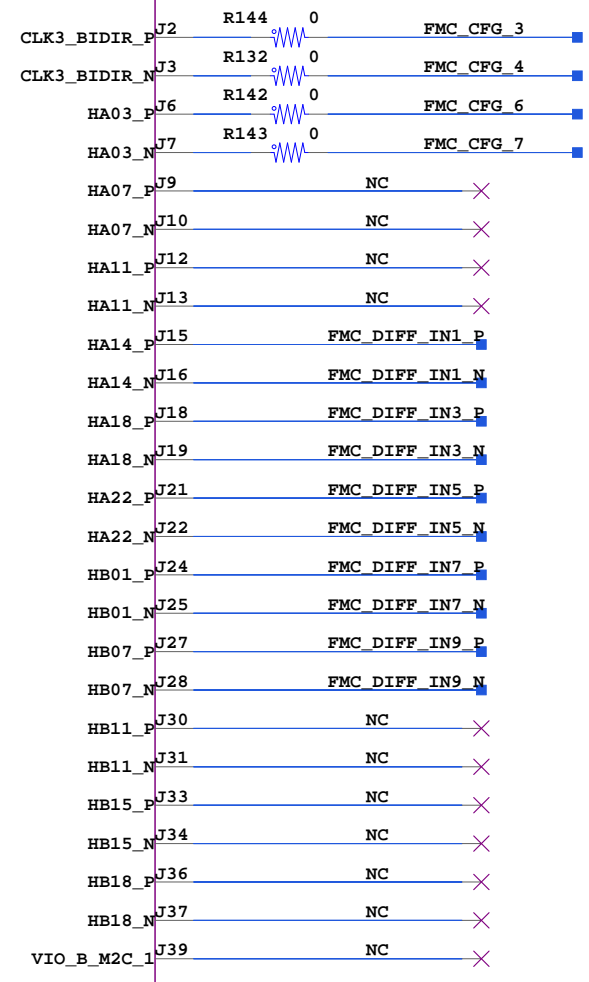 CLK3_BIDIR_P J2 R144 0 FMC_CFG_3
CLK3_BIDIR_N J3 R132 0 FMC_CFG_4
HA03_P J6 R142 0 FMC_CFG_6
HA03_N J7 R143 0 FMC_CFG_7
HA07_P J9 NC
HA07_N J10 NC
HA11_P J12 NC
HA11_N J13 NC
HA14_P J15 FMC_DIFF_IN1_P
HA14_N J16 FMC_DIFF_IN1_N
HA18_P J18 FMC_DIFF_IN3_P
HA18_N J19 FMC_DIFF_IN3_N
HA22_P J21 FMC_DIFF_IN5_P
HA22_N J22 FMC_DIFF_IN5_N
HB01_P J24 FMC_DIFF_IN7_P
HB01_N J25 FMC_DIFF_IN7_N
HB07_P J27 FMC_DIFF_IN9_P
HB07_N J28 FMC_DIFF_IN9_N
HB11_P J30 NC
HB11_N J31 NC
HB15_P J33 NC
HB15_N J34 NC
HB18_P J36 NC
HB18_N J37 NC
VIO_B_M2C_1 J39 NC